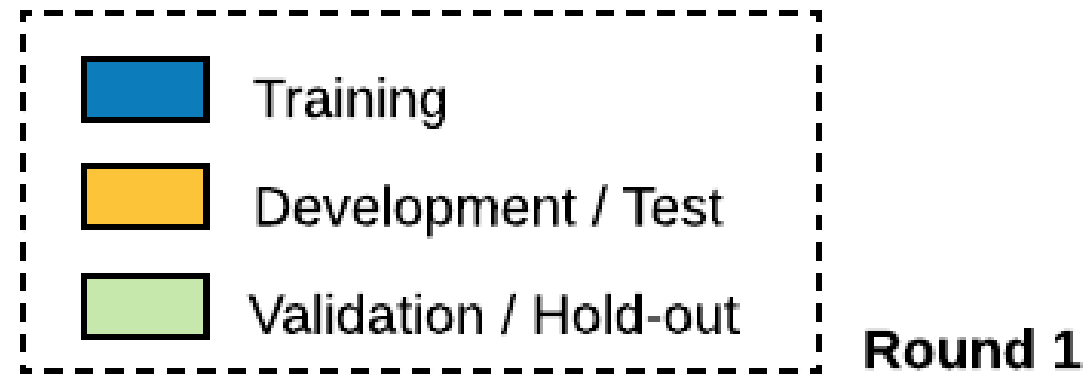 Training
Development / Test
Validation / Hold-out
Round 1